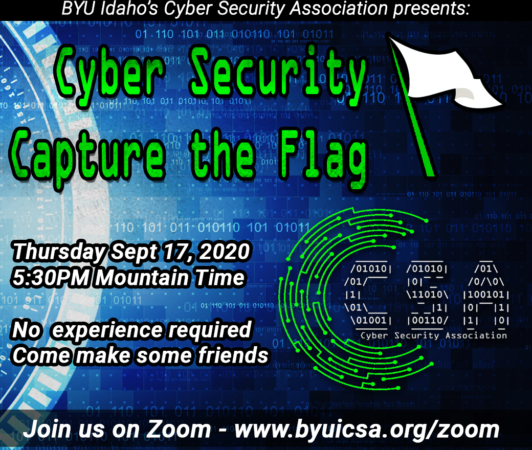 BYU Idaho's Cyber Security Association presents:
Cyber Security
Capture the Flag
Thursday Sept 17, 2020
5:30PM Mountain Time
No experience required
Come make some friends
CSA
Cyber Security Association
Join us on Zoom - www.byuicsa.org/zoom